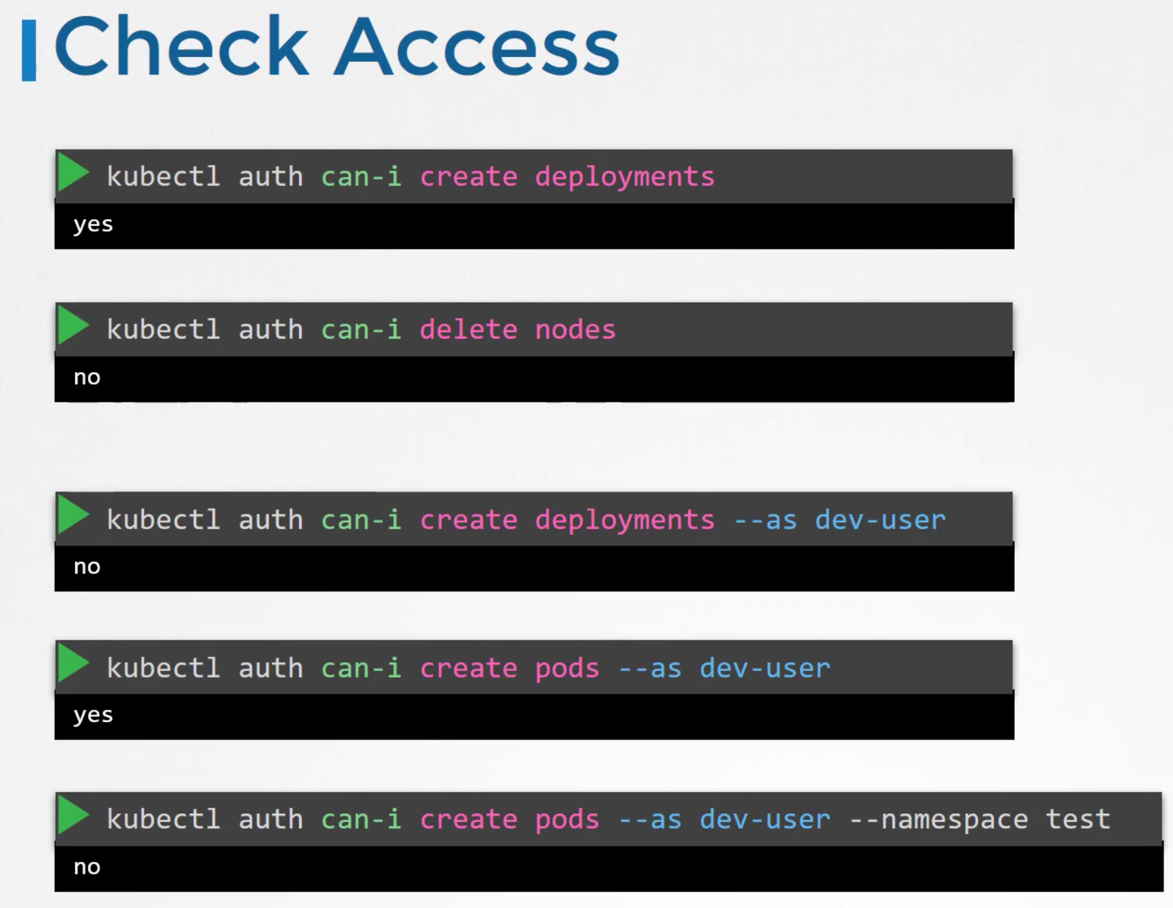 Check Access
kubectl auth can-i create deployments
yes
kubectl auth can-i delete nodes
no
kubectl auth can-i create deployments --as dev-user
no
kubectl auth can-i create pods --as dev-user
yes
kubectl auth can-i create pods --as dev-user --namespace test
no